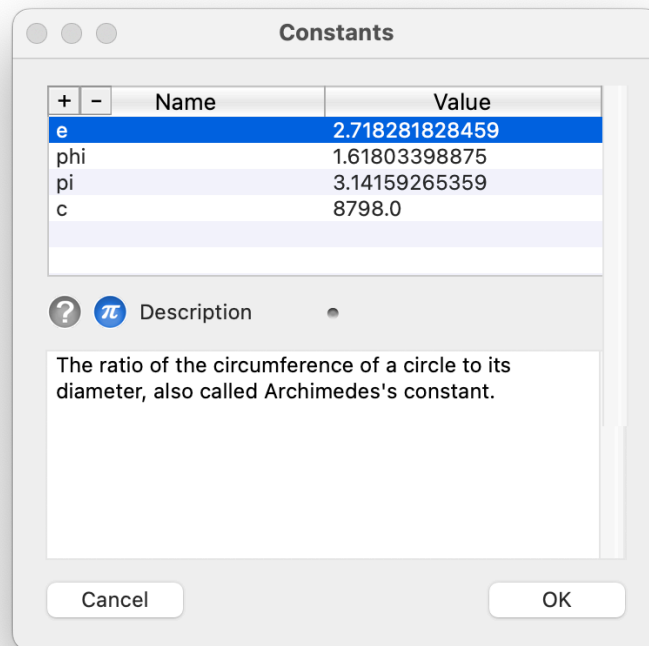 Constants
+ - Name Value
e 2.718281828459
phi 1.61803398875
pi 3.14159265359
c 8798.0
? π Description
The ratio of the circumference of a circle to its
diameter, also called Archimedes's constant.
Cancel OK